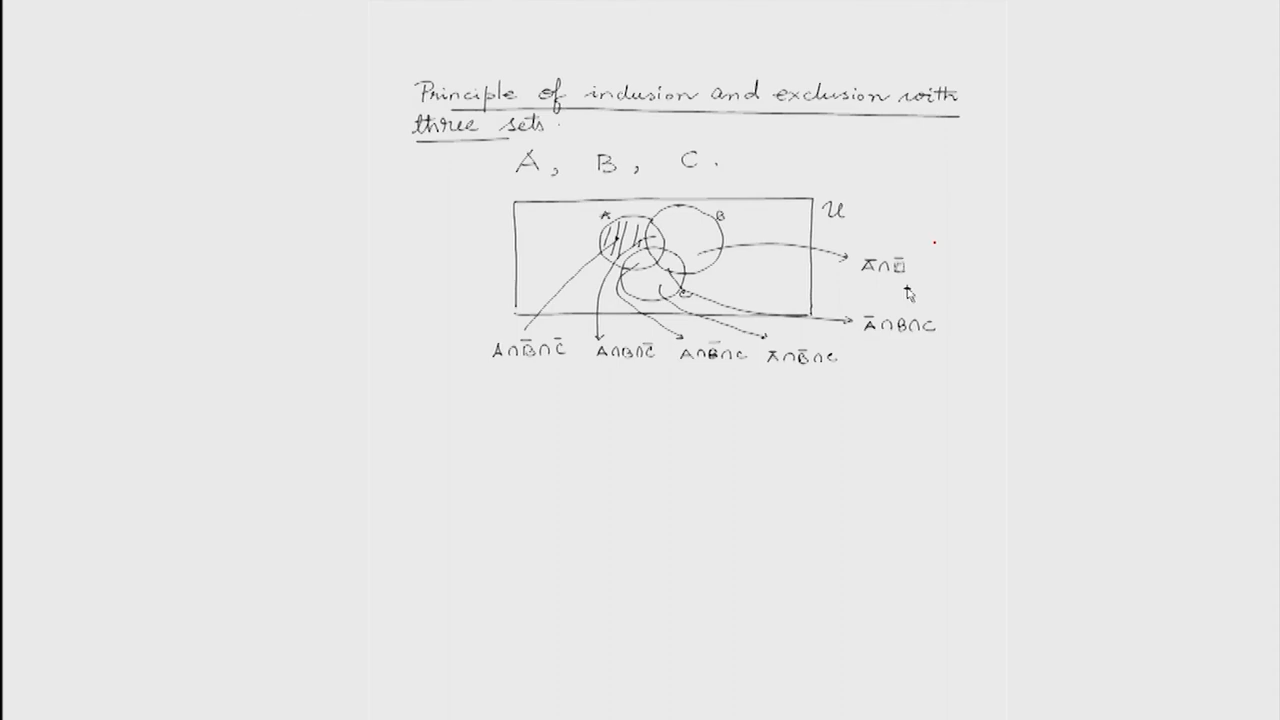 Principle of inclusion and exclusion with
three sets.
A, B, C.
A
B
U
C
A̅∩
A̅∩B∩C
A∩B̅∩C̅ A∩B∩C̅ A∩B̅∩C A̅∩B̅∩C